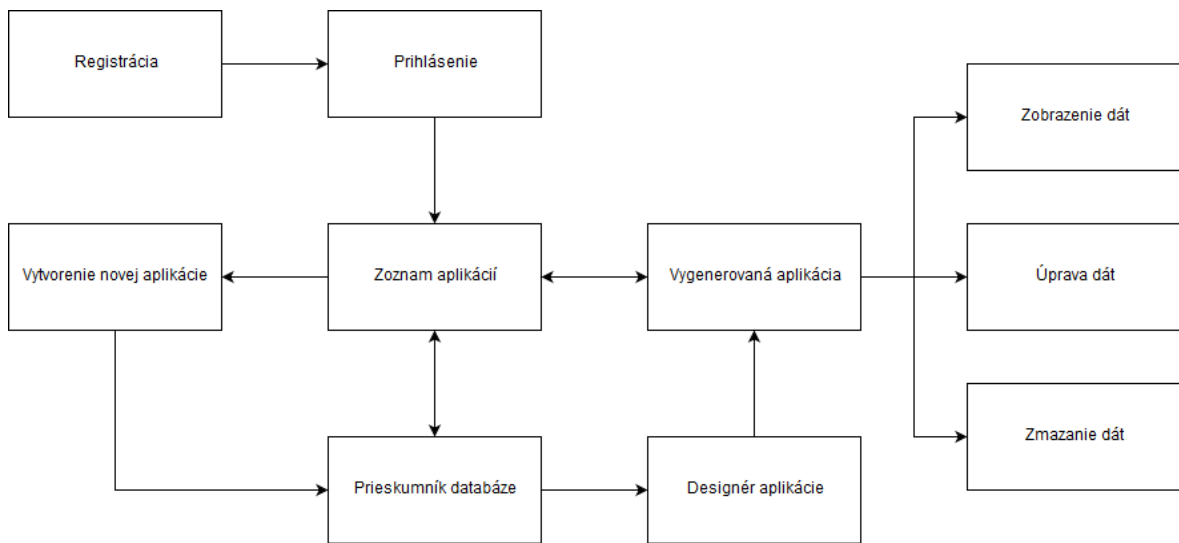 Registrácia
Prihlásenie
Zobrazenie dát
Vytvorenie novej aplikácie
Zoznam aplikácií
Vygenerovaná aplikácia
Úprava dát
Prieskumník databáze
Designér aplikácie
Zmazanie dát